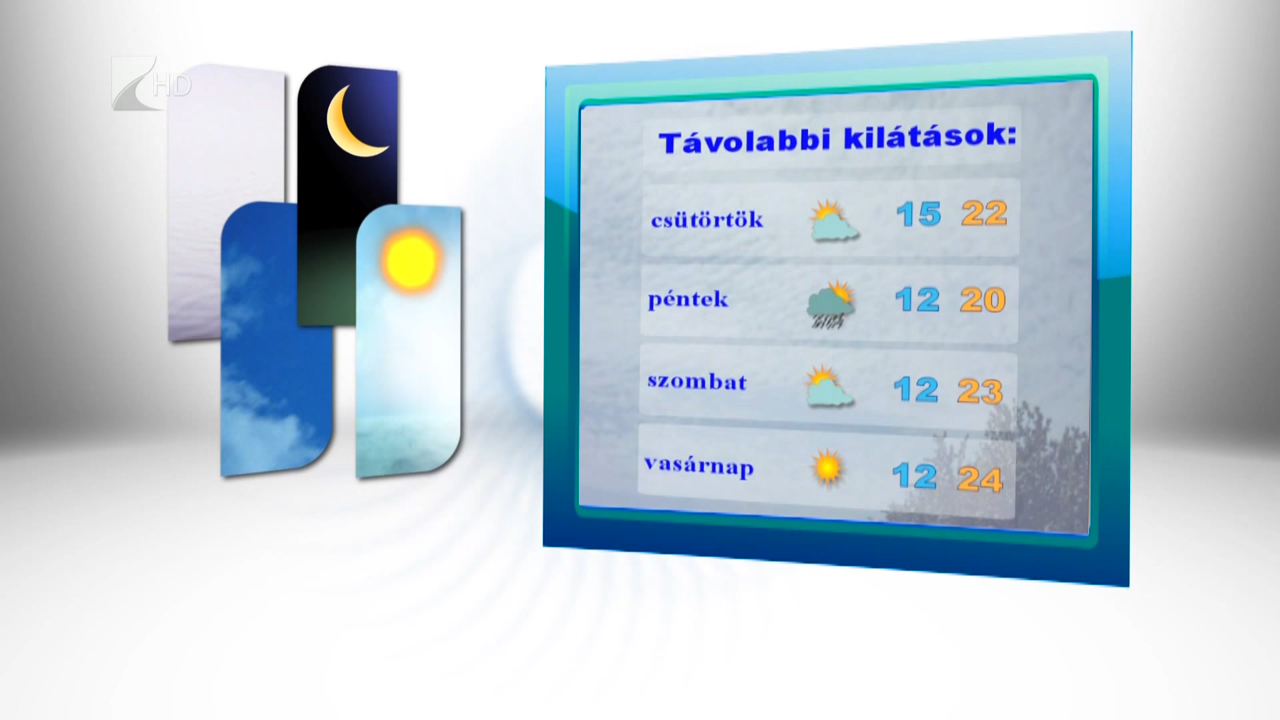 HD
Távolabbi kilátások:
csütörtök 15 22
péntek 12 20
szombat 12 23
vasárnap 12 24